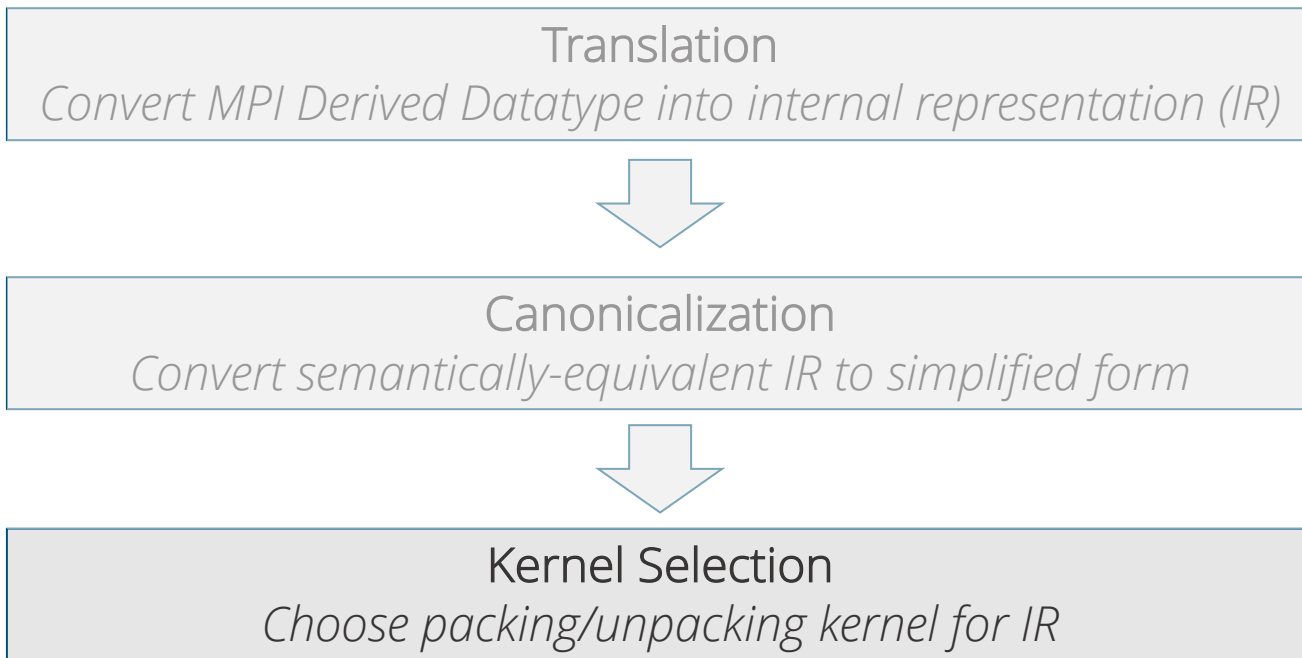 Translation
Convert MPI Derived Datatype into internal representation (IR)
Canonicalization
Convert semantically-equivalent IR to simplified form
Kernel Selection
Choose packing/unpacking kernel for IR